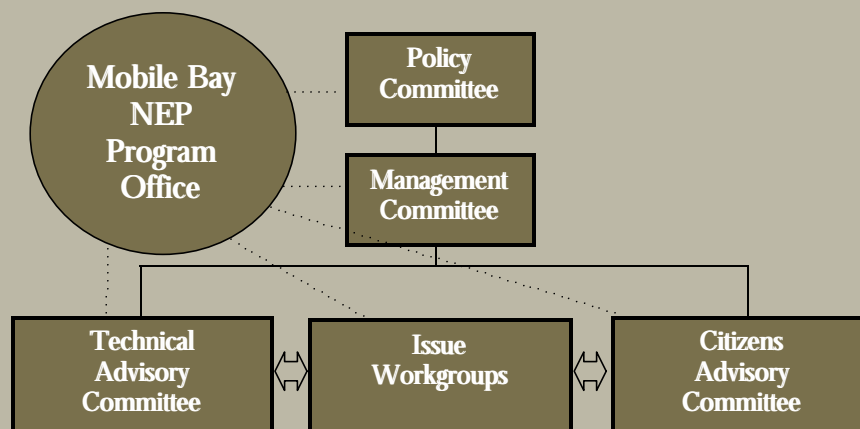 Mobile Bay
NEP
Program
Office
Policy
Committee
Management
Committee
Technical
Advisory
Committee
Issue
Workgroups
Citizens
Advisory
Committee